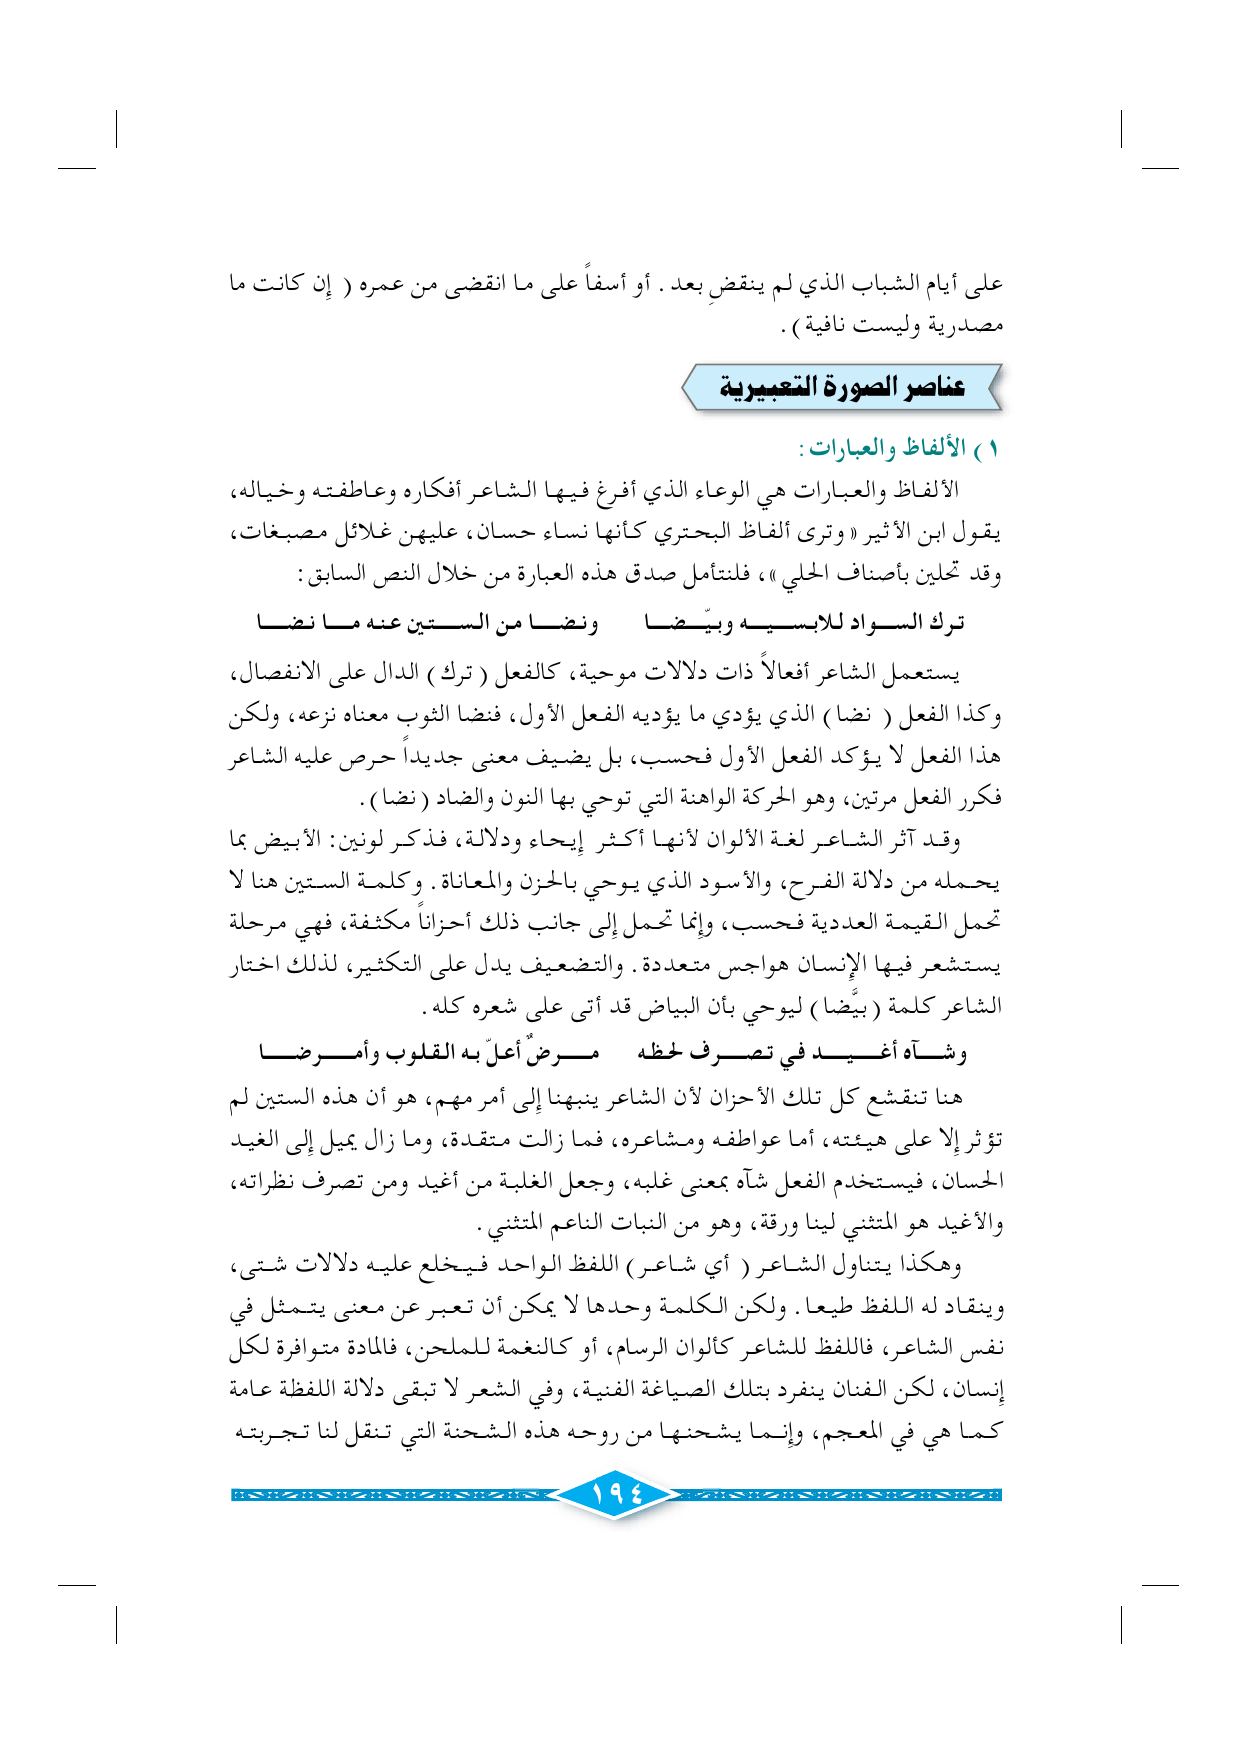 على أيام الشباب الذي لم ينقضِ بعد . أو أسفاً على ما انقضى من عمره ( إن كانت ما
مصدرية وليست نافية ) .
عناصر الصورة التعبيرية
١ ) الألفاظ والعبارات :
الألفاظ والعبارات هي الوعاء الذي أفرغ فيها الشاعر أفكاره وعاطفته وخياله،
يقول ابن الأثير « وترى ألفاظ البحتري كأنها نساء حسان، عليهن غلائل مصبغات،
وقد تحلين بأصناف الحلي »، فلنتأمل صدق هذه العبارة من خلال النص السابق :
ترك السواد للابسيه وبيّضا ونضا من الستين عنه ما نضا
يستعمل الشاعر أفعالاً ذات دلالات موحية، كالفعل ( ترك ) الدال على الانفصال،
وكذا الفعل ( نضا ) الذي يؤدي ما يؤديه الفعل الأول، فنضا الثوب معناه نزعه، ولكن
هذا الفعل لا يؤكد الفعل الأول فحسب، بل يضيف معنى جديداً حرص عليه الشاعر
فكرر الفعل مرتين، وهو الحركة الواهنة التي توحي بها النون والضاد ( نضا ) .
وقد آثر الشاعر لغة الألوان لأنها أكثر إيحاء ودلالة، فذكر لونين : الأبيض بما
يحمله من دلالة الفرح، والأسود الذي يوحي بالحزن والمعاناة . وكلمة الستين هنا لا
تحمل القيمة العددية فحسب، وإنما تحمل إلى جانب ذلك أحزاناً مكثفة، فهي مرحلة
يستشعر فيها الإنسان هواجس متعددة . والتضعيف يدل على التكثير، لذلك اختار
الشاعر كلمة ( بيَّضا ) ليوحي بأن البياض قد أتى على شعره كله .
وشآه أغيد في تصرف لحظه مرضٌ أعلّ به القلوب وأمرضا
هنا تنقشع كل تلك الأحزان لأن الشاعر ينبهنا إلى أمر مهم، هو أن هذه الستين لم
تؤثر إلا على هيئته، أما عواطفه ومشاعره، فما زالت متقدة، وما زال يميل إلى الغيد
الحسان، فيستخدم الفعل شآه بمعنى غلبه، وجعل الغلبة من أغيد ومن تصرف نظراته،
والأغيد هو المتثني لينا ورقة، وهو من النبات الناعم المتثني .
وهكذا يتناول الشاعر ( أي شاعر ) اللفظ الواحد فيخلع عليه دلالات شتى،
وينقاد له اللفظ طيعا . ولكن الكلمة وحدها لا يمكن أن تعبر عن معنى يتمثل في
نفس الشاعر، فاللفظ للشاعر كألوان الرسام، أو كالنغمة للملحن، فالمادة متوافرة لكل
إنسان، لكن الفنان ينفرد بتلك الصياغة الفنية، وفي الشعر لا تبقى دلالة اللفظة عامة
كما هي في المعجم، وإنما يشحنها من روحه هذه الشحنة التي تنقل لنا تجربته
١٩٤